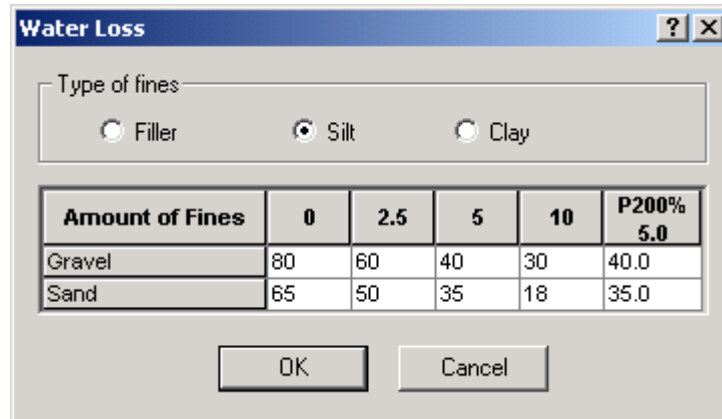 Water Loss
Type of fines
Filler Silt Clay
Amount of Fines 0 2.5 5 10 P200% 5.0
Gravel 80 60 40 30 40.0
Sand 65 50 35 18 35.0
OK Cancel